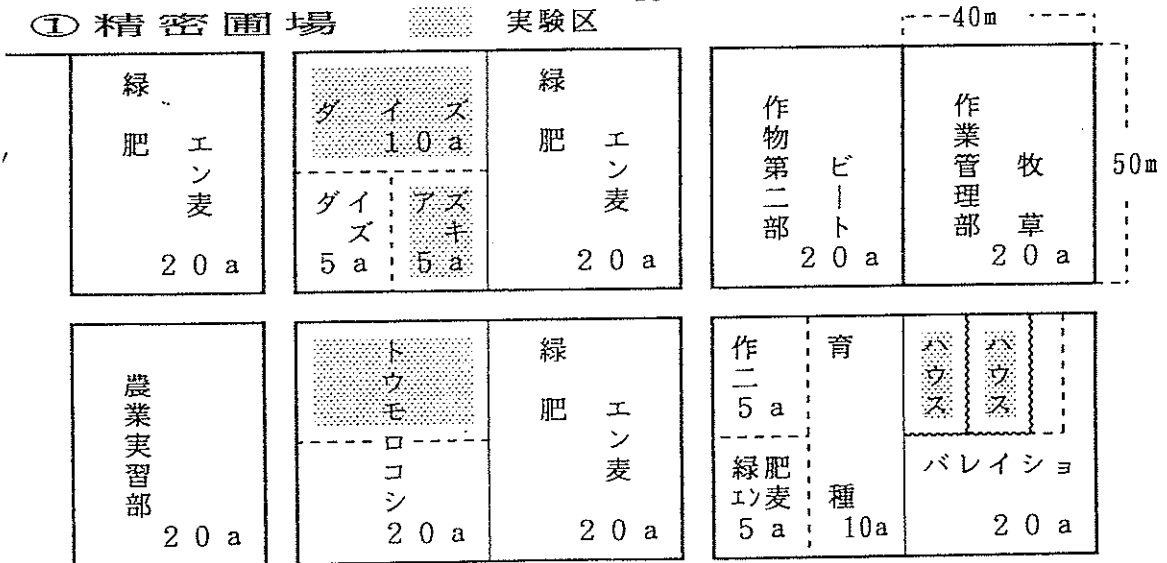 ①精密圃場
実験区
40m
50m
緑肥
エン麦
20a
ダイズ
10a
ダイズ
5a
アズキ
5a
緑肥
エン麦
20a
作物第二部
ビート
20a
作業管理部
牧草
20a
農業実習部
20a
トウモロコシ
20a
緑肥
エン麦
20a
作二
5a
緑肥
エン麦
5a
育種
10a
ハウス
ハウス
バレイショ
20a